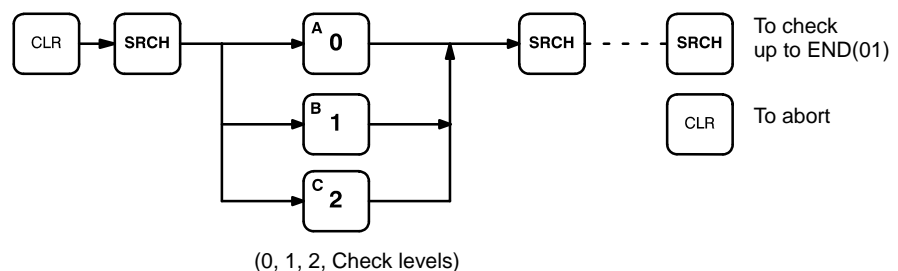 CLR SRCH A 0 SRCH SRCH To check
up to END(01)
B 1 CLR To abort
C 2
(0, 1, 2, Check levels)